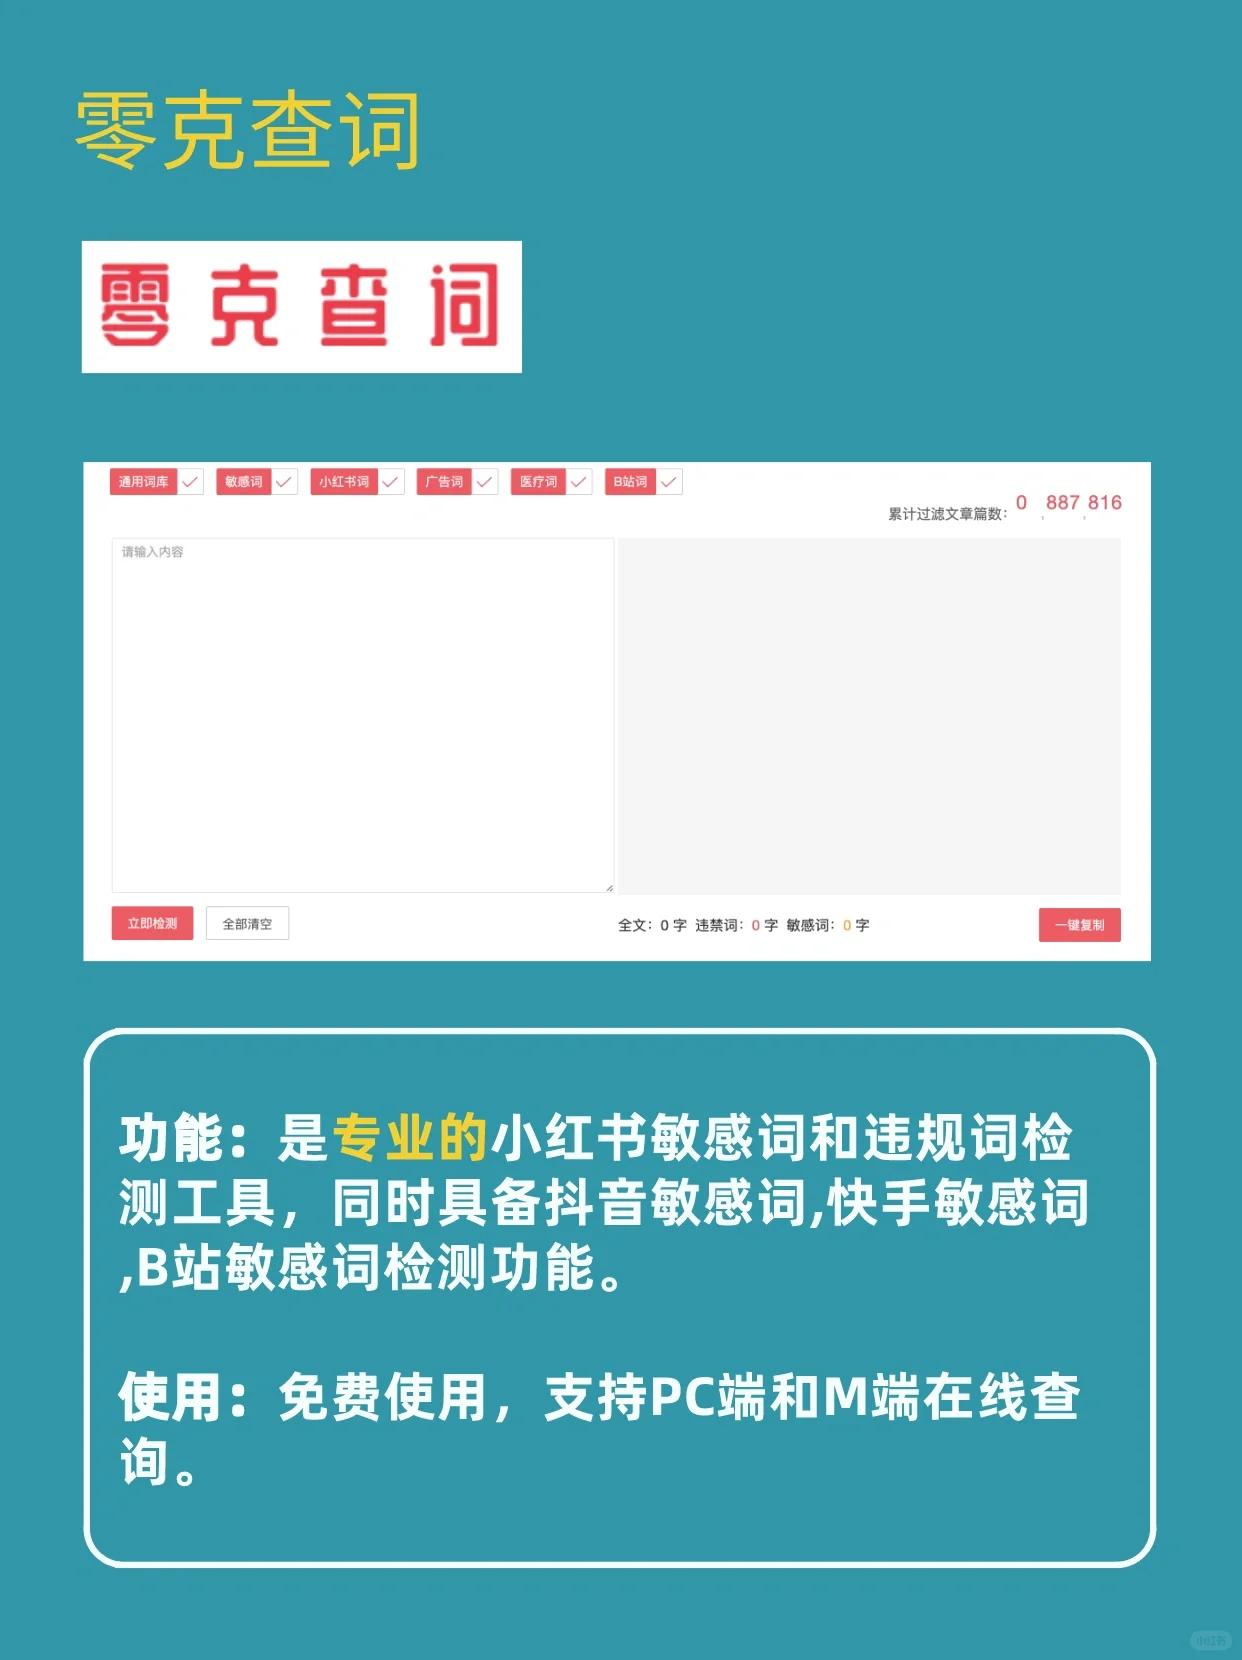 零克查词
零克查词
通用词库 敏感词 小红书词 广告词 医疗词 B站词
累计过滤文章篇数: 0,887,816
请输入内容
立即检测 全部清空 全文: 0 字 违禁词: 0 字 敏感词: 0 字 一键复制
功能：是专业的小红书敏感词和违规词检
测工具，同时具备抖音敏感词,快手敏感词
,B站敏感词检测功能。
使用：免费使用，支持PC端和M端在线查
询。
小红书